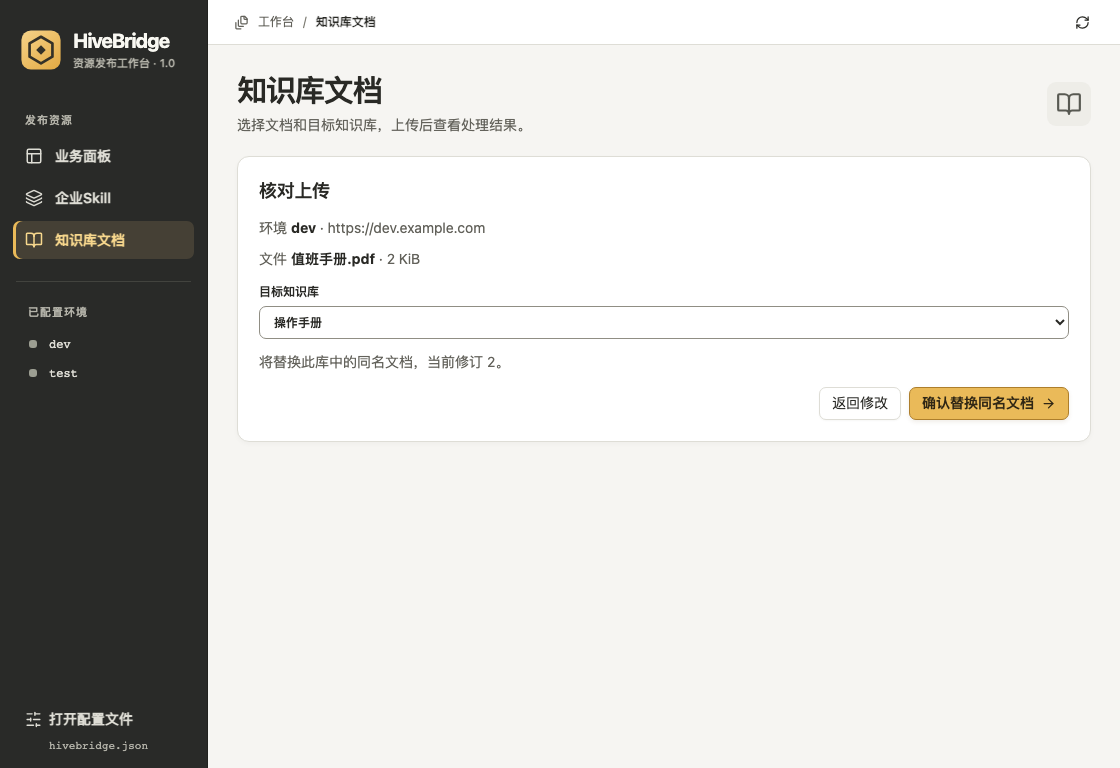 HiveBridge
资源发布工作台 · 1.0
发布资源
业务面板
企业Skill
知识库文档
已配置环境
dev
test
打开配置文件
hivebridge.json
工作台 / 知识库文档
知识库文档
选择文档和目标知识库，上传后查看处理结果。
核对上传
环境 dev · https://dev.example.com
文件 值班手册.pdf · 2 KiB
目标知识库
操作手册
将替换此库中的同名文档，当前修订 2。
返回修改
确认替换同名文档 →